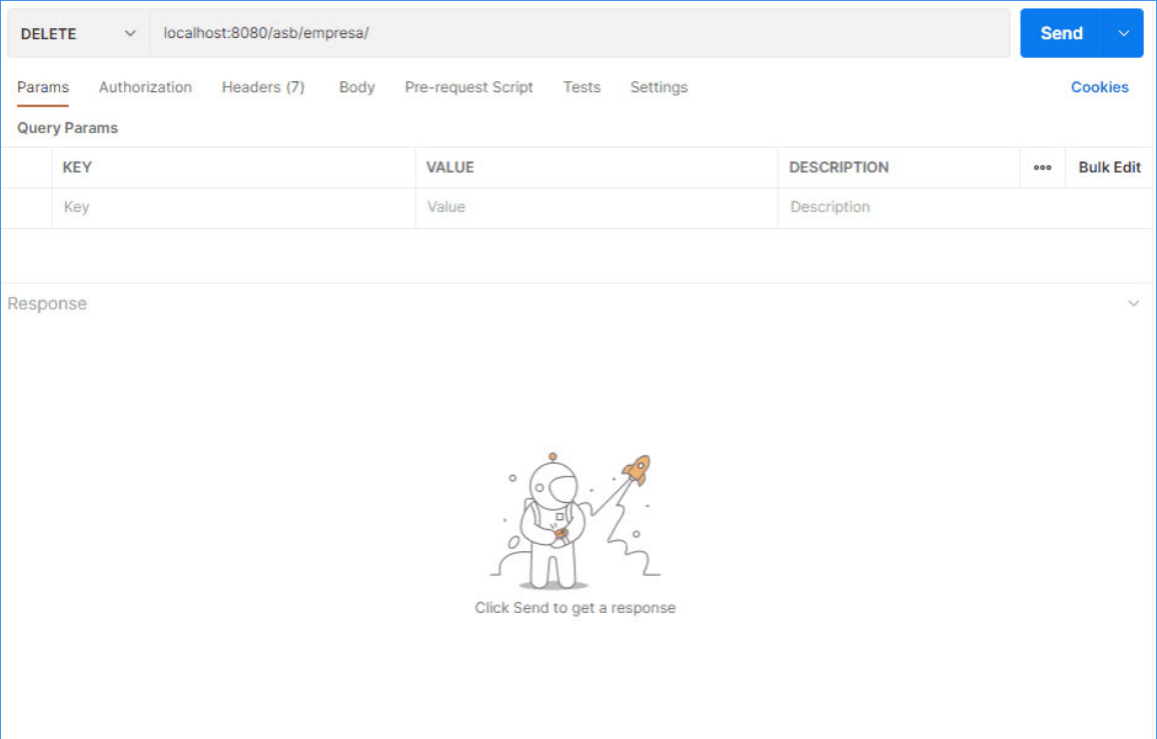 DELETE localhost:8080/asb/empresa/ Send
Params Authorization Headers (7) Body Pre-request Script Tests Settings Cookies
Query Params
KEY VALUE DESCRIPTION ooo Bulk Edit
Key Value Description
Response
Click Send to get a response